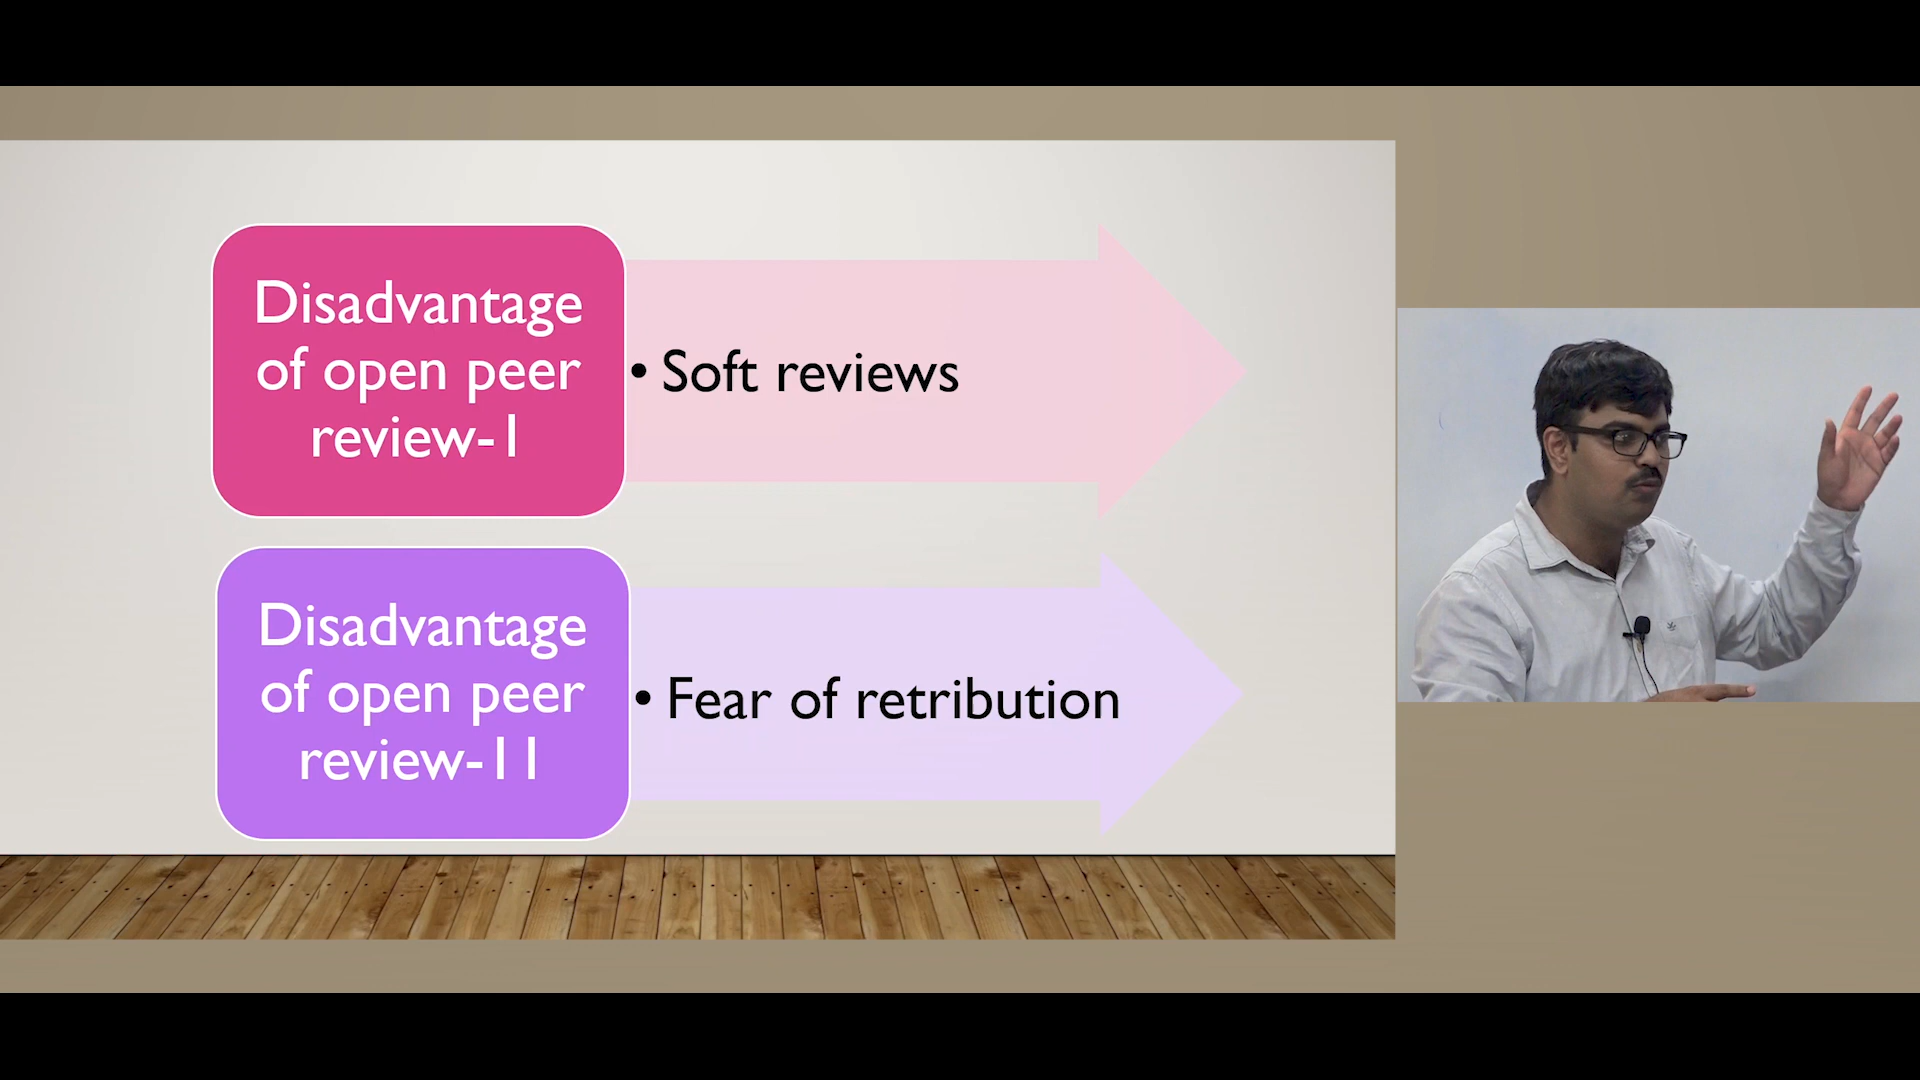 Disadvantage
of open peer
review-1
• Soft reviews
Disadvantage
of open peer
review-11
• Fear of retribution